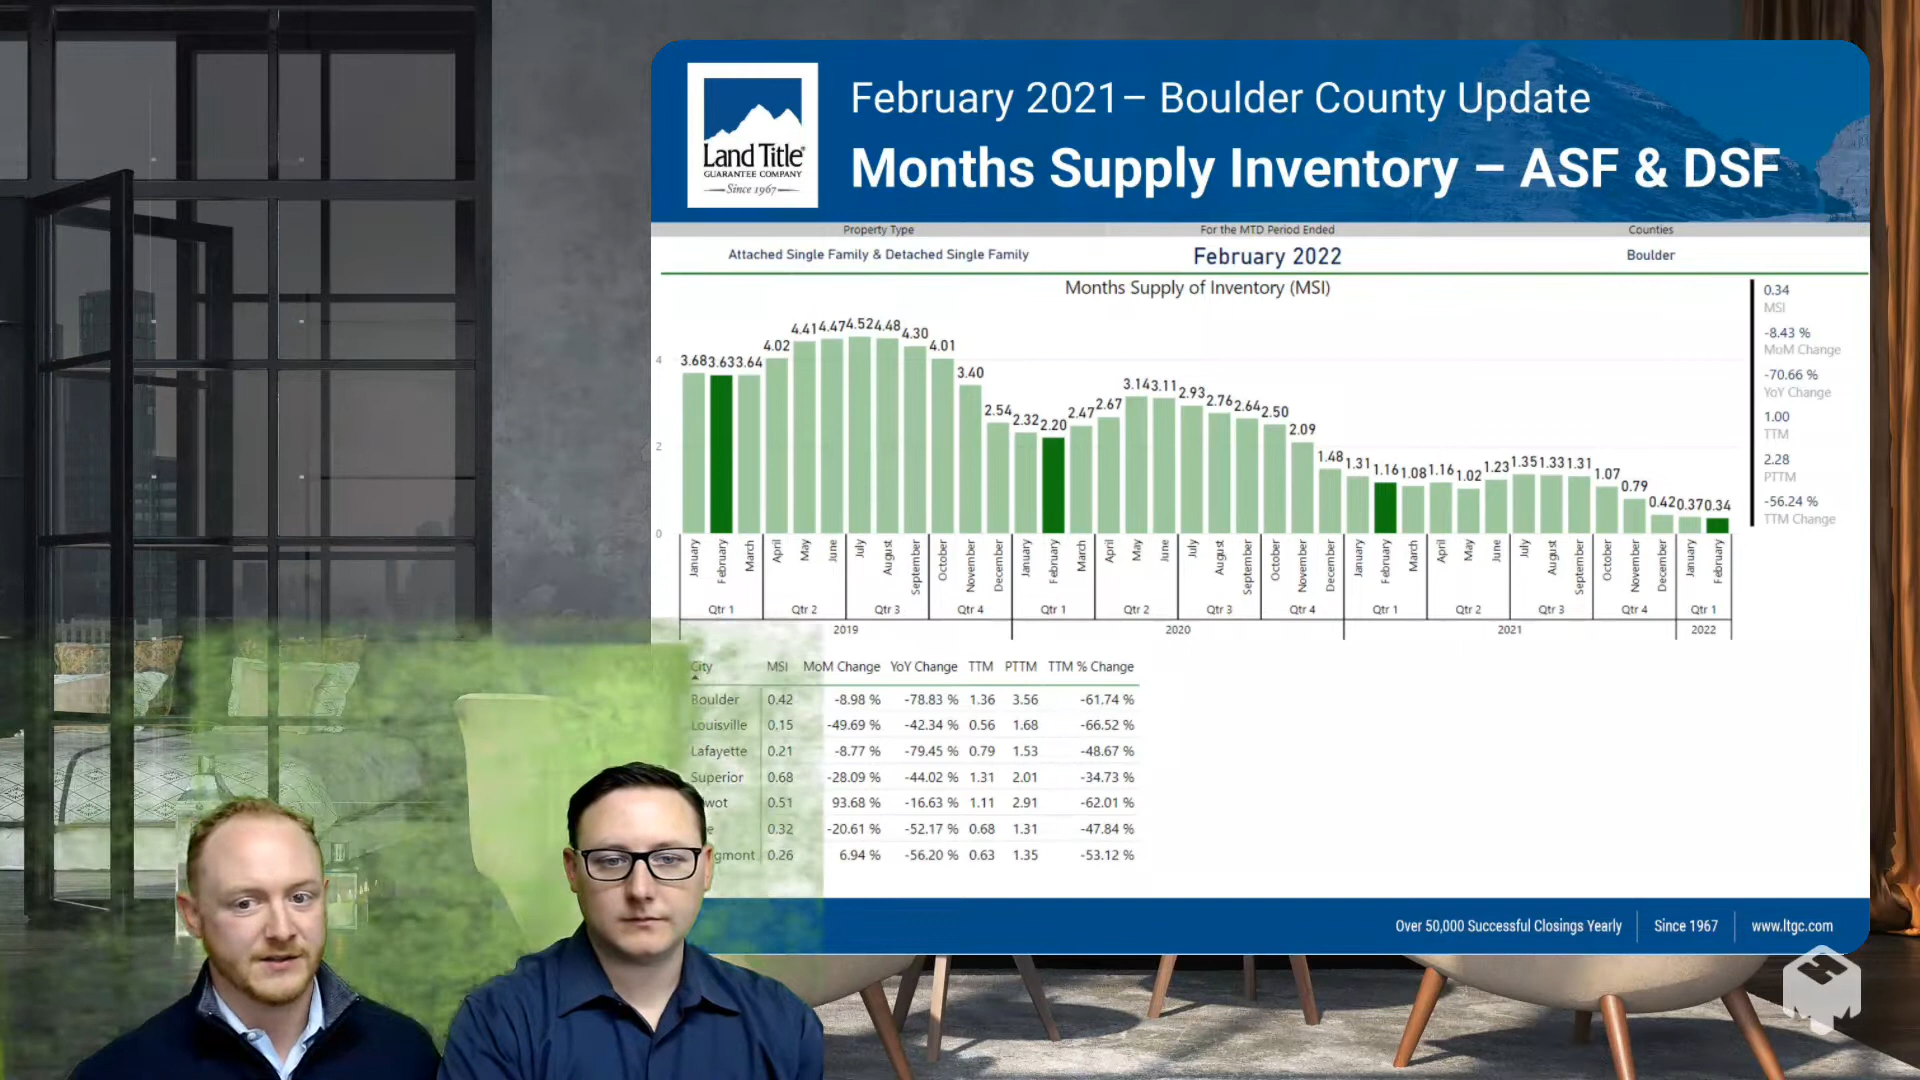 Land Title
GUARANTEE COMPANY
Since 1967
February 2021– Boulder County Update
Months Supply Inventory – ASF & DSF
Property Type For the MTD Period Ended Counties
Attached Single Family & Detached Single Family February 2022 Boulder
Months Supply of Inventory (MSI)
0.34
MSI
-8.43 %
MoM Change
-70.66 %
YoY Change
1.00
TTM
2.28
PTTM
-56.24 %
TTM Change
4
2
0
3.68 3.63 3.64 4.02 4.41 4.47 4.52 4.48 4.30 4.01 3.40 2.54 2.32 2.20 2.47 2.67 3.14 3.11 2.93 2.76 2.64 2.50 2.09 1.48 1.31 1.16 1.08 1.16 1.02 1.23 1.35 1.33 1.31 1.07 0.79 0.42 0.37 0.34
January February March April May June July August September October November December January February March April May June July August September October November December January February March April May June July August September October November December January February
Qtr 1 Qtr 2 Qtr 3 Qtr 4 Qtr 1 Qtr 2 Qtr 3 Qtr 4 Qtr 1 Qtr 2 Qtr 3 Qtr 4 Qtr 1
2019 2020 2021 2022
City MSI MoM Change YoY Change TTM PTTM TTM % Change
Boulder 0.42 -8.98 % -78.83 % 1.36 3.56 -61.74 %
Louisville 0.15 -49.69 % -42.34 % 0.56 1.68 -66.52 %
Lafayette 0.21 -8.77 % -79.45 % 0.79 1.53 -48.67 %
Superior 0.68 -28.09 % -44.02 % 1.31 2.01 -34.73 %
wot 0.51 93.68 % -16.63 % 1.11 2.91 -62.01 %
e 0.32 -20.61 % -52.17 % 0.68 1.31 -47.84 %
gmont 0.26 6.94 % -56.20 % 0.63 1.35 -53.12 %
Over 50,000 Successful Closings Yearly Since 1967 www.ltgc.com